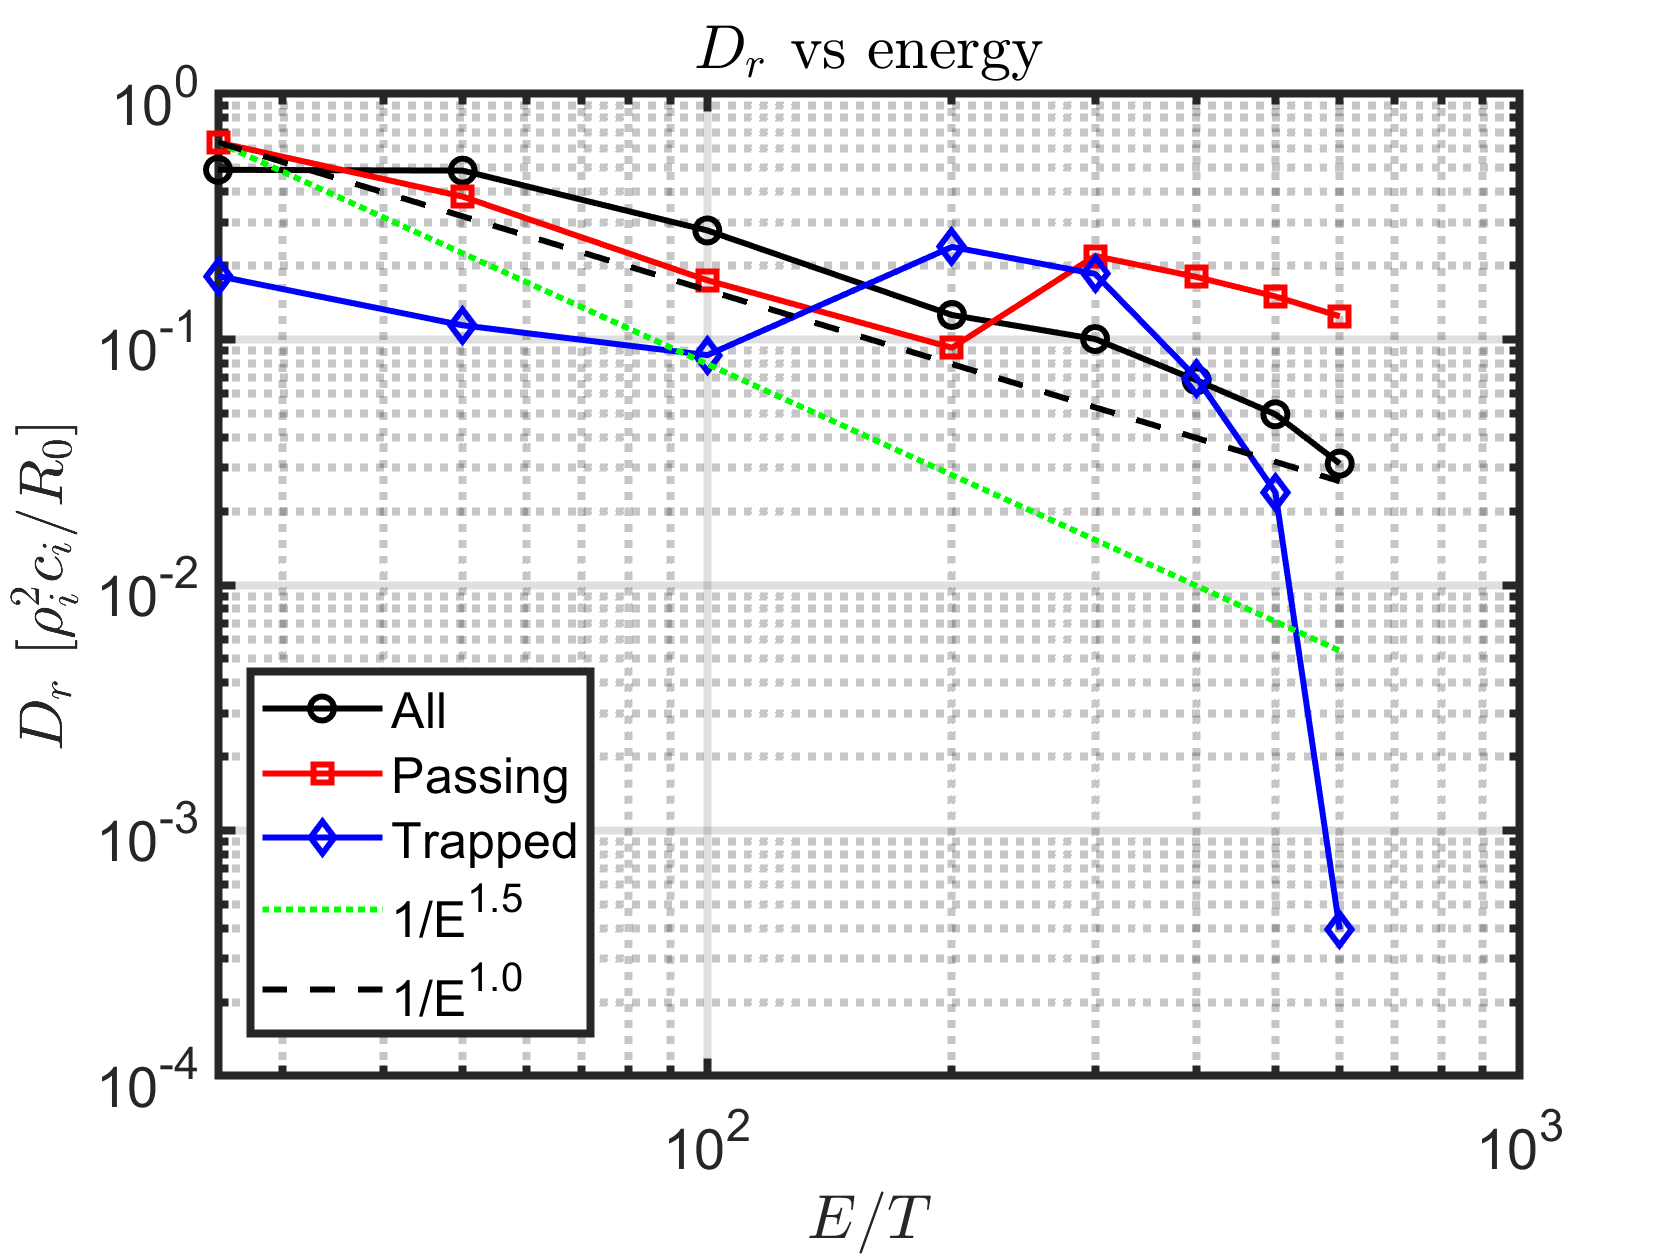 D_r vs energy
10^0
10^-1
10^-2
10^-3
10^-4
D_r [ρ_i^2 c_i/R_0]
All
Passing
Trapped
1/E^1.5
1/E^1.0
10^2
10^3
E/T